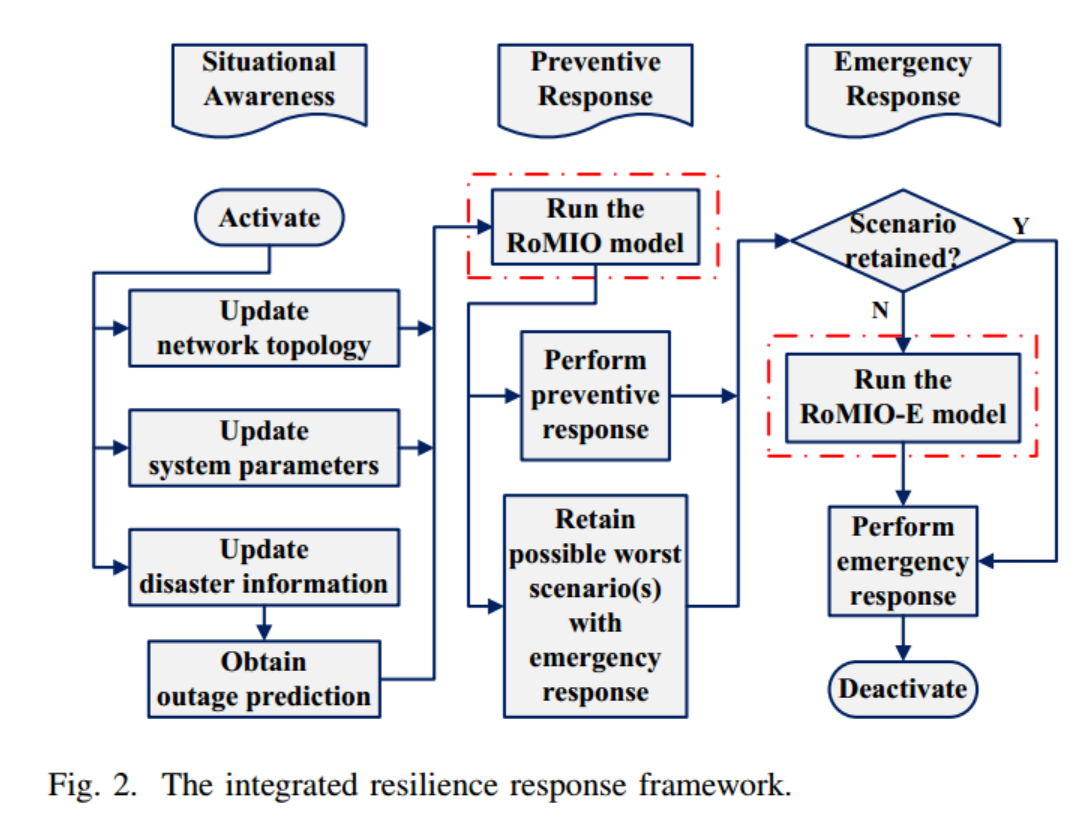 Situational
Awareness
Preventive
Response
Emergency
Response
Activate
Update
network topology
Update
system parameters
Update
disaster information
Obtain
outage prediction
Run the
RoMIO model
Perform
preventive
response
Retain
possible worst
scenario(s)
with
emergency
response
Scenario
retained?
Y
N
Run the
RoMIO-E model
Perform
emergency
response
Deactivate
Fig. 2. The integrated resilience response framework.